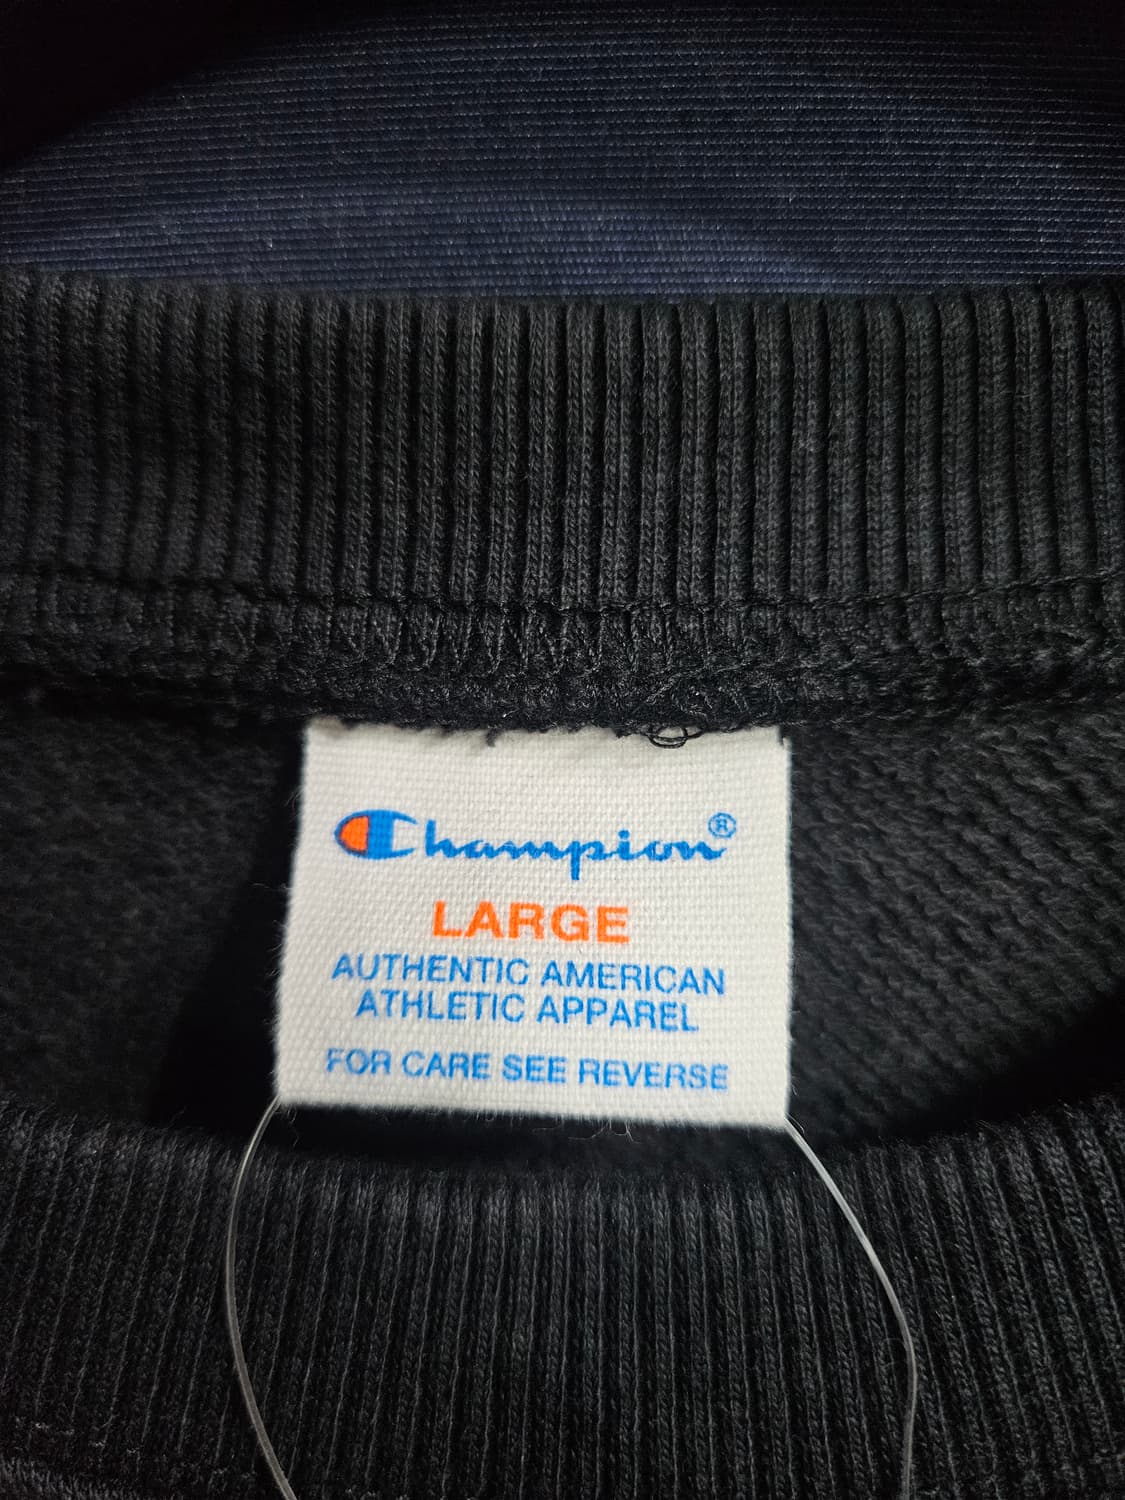 Champion®
LARGE
AUTHENTIC AMERICAN
ATHLETIC APPAREL
FOR CARE SEE REVERSE